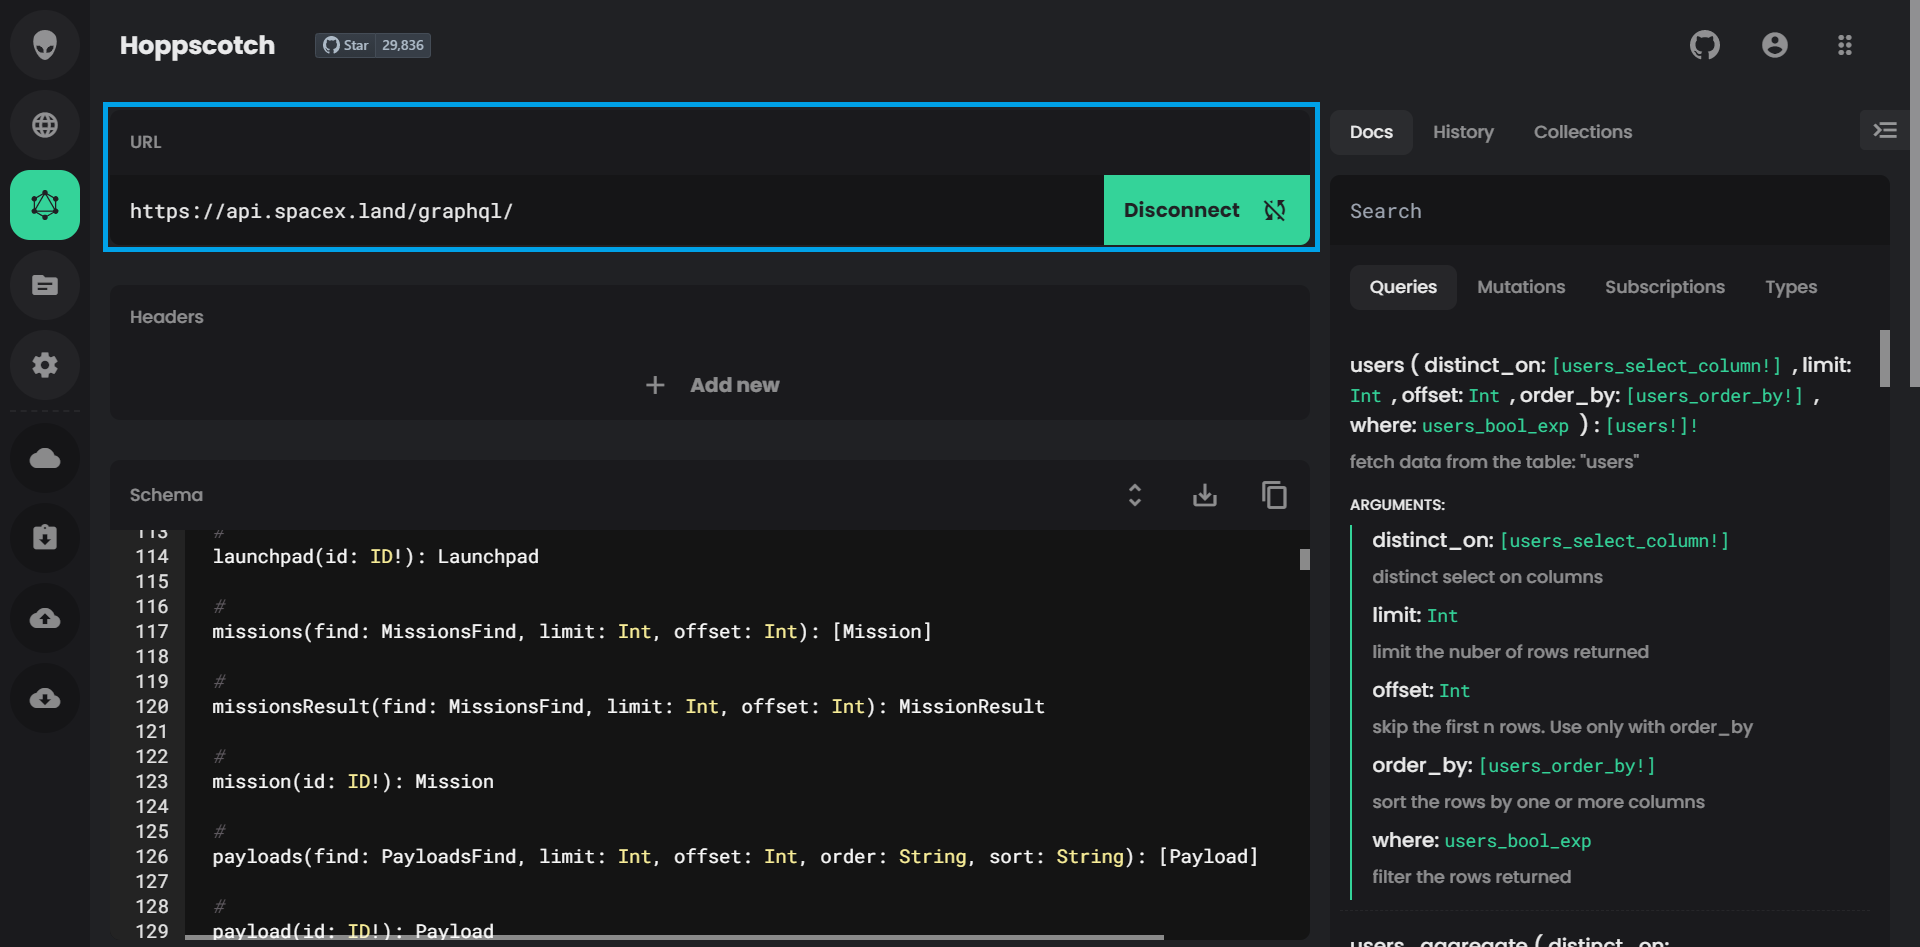 Hoppscotch
Star 29,836
URL
https://api.spacex.land/graphql/
Disconnect
Headers
Add new
Schema
113 #
114 launchpad(id: ID!): Launchpad
115
116 #
117 missions(find: MissionsFind, limit: Int, offset: Int): [Mission]
118
119 #
120 missionsResult(find: MissionsFind, limit: Int, offset: Int): MissionResult
121
122 #
123 mission(id: ID!): Mission
124
125 #
126 payloads(find: PayloadsFind, limit: Int, offset: Int, order: String, sort: String): [Payload]
127
128 #
129 payload(id: ID!): Payload
Docs History Collections
Search
Queries Mutations Subscriptions Types
users ( distinct_on: [users_select_column!] , limit:
Int , offset: Int , order_by: [users_order_by!] ,
where: users_bool_exp ) : [users!]!
fetch data from the table: "users"
ARGUMENTS:
distinct_on: [users_select_column!]
distinct select on columns
limit: Int
limit the nuber of rows returned
offset: Int
skip the first n rows. Use only with order_by
order_by: [users_order_by!]
sort the rows by one or more columns
where: users_bool_exp
filter the rows returned
users_aggregate ( distinct_on: